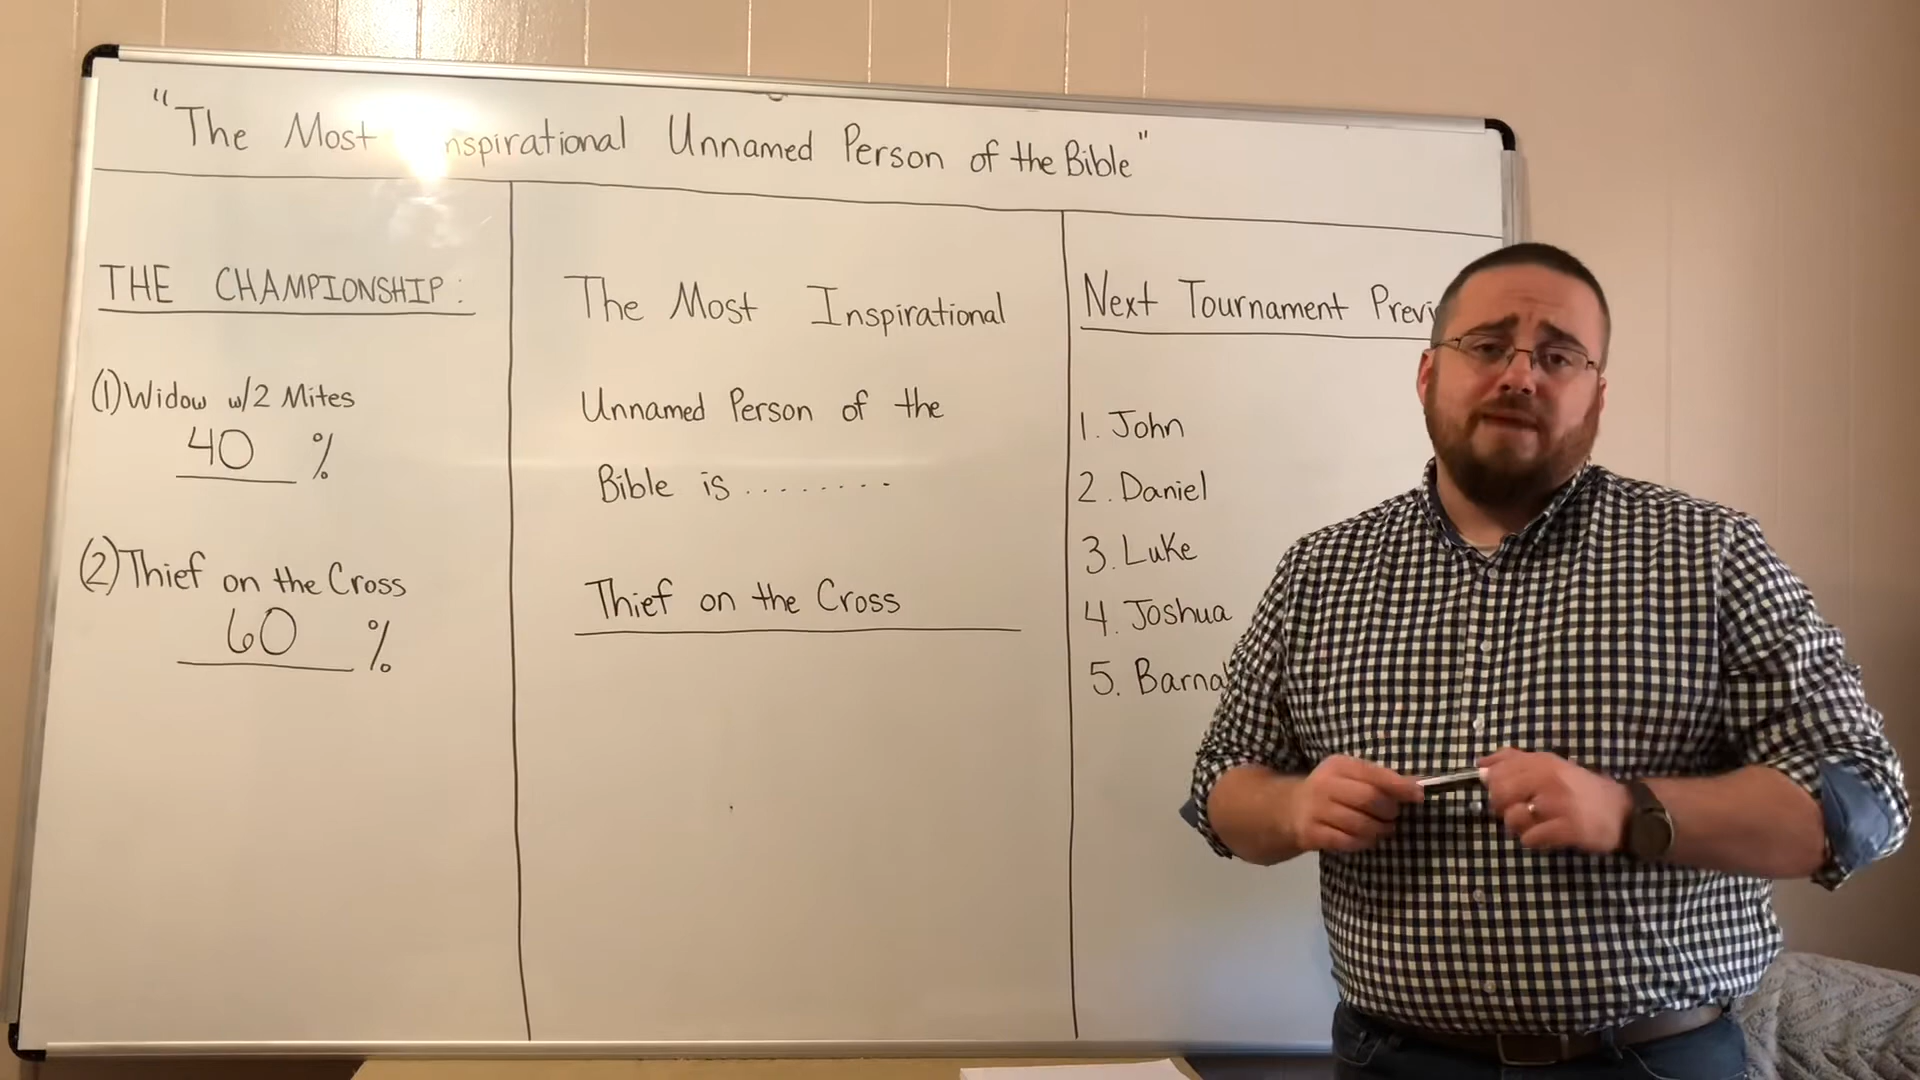 "The Most Inspirational Unnamed Person of the Bible"
THE CHAMPIONSHIP:
(1) Widow w/2 Mites
40 %
(2) Thief on the Cross
60 %
The Most Inspirational
Unnamed Person of the
Bible is ........
Thief on the Cross
Next Tournament
1. John
2. Daniel
3. Luke
4. Joshua
5.